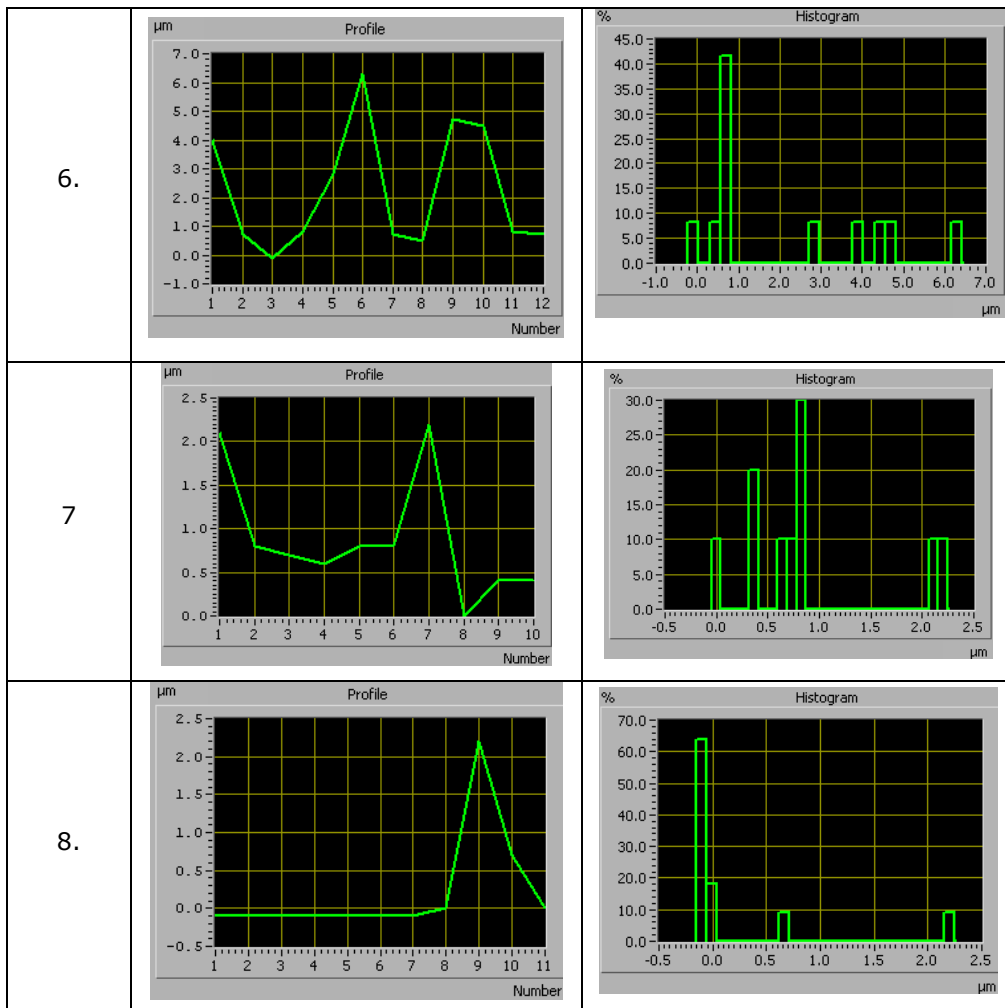 6.
µm Profile
7.0
6.0
5.0
4.0
3.0
2.0
1.0
0.0
-1.0
1 2 3 4 5 6 7 8 9 10 11 12
Number
% Histogram
45.0
40.0
35.0
30.0
25.0
20.0
15.0
10.0
5.0
0.0
-1.0 0.0 1.0 2.0 3.0 4.0 5.0 6.0 7.0
µm
7
µm Profile
2.5
2.0
1.5
1.0
0.5
0.0
1 2 3 4 5 6 7 8 9 10
Number
% Histogram
30.0
25.0
20.0
15.0
10.0
5.0
0.0
-0.5 0.0 0.5 1.0 1.5 2.0 2.5
µm
8.
µm Profile
2.5
2.0
1.5
1.0
0.5
0.0
-0.5
1 2 3 4 5 6 7 8 9 10 11
Number
% Histogram
70.0
60.0
50.0
40.0
30.0
20.0
10.0
0.0
-0.5 0.0 0.5 1.0 1.5 2.0 2.5
µm